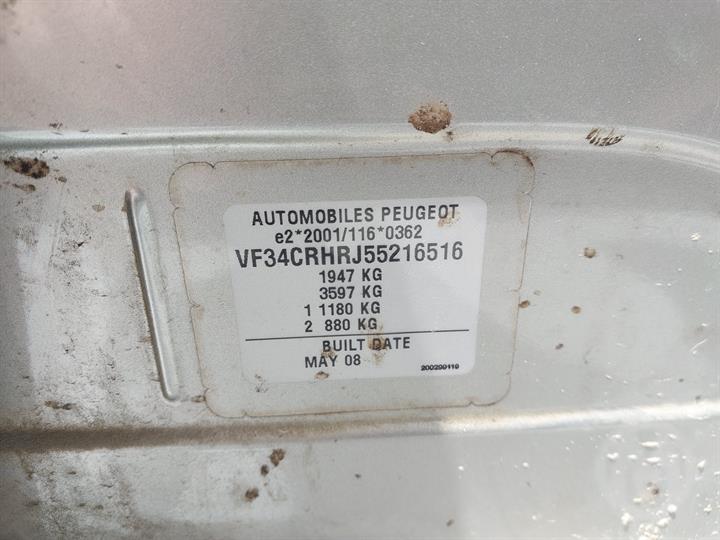 AUTOMOBILES PEUGEOT
e2*2001/116*0362
VF34CRHRJ55216516
1947 KG
3597 KG
1 1180 KG
2 880 KG
BUILT DATE
MAY 08
200200119